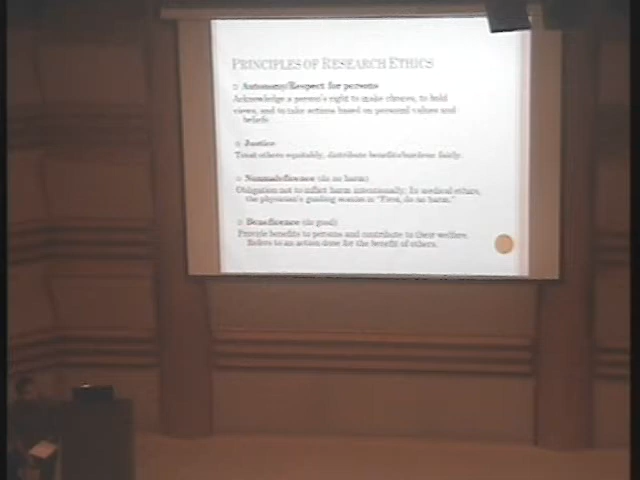 PRINCIPLES OF RESEARCH ETHICS
Autonomy/Respect for persons
Acknowledge a person's right to make choices, to hold
views, and to take actions based on personal values and
beliefs
Justice
Treat others equitably, distribute benefits/burdens fairly.
Nonmaleficence (do no harm)
Obligation not to inflict harm intentionally; In medical ethics,
the physician's guiding maxim is "First, do no harm."
Beneficence (do good)
Provide benefits to persons and contribute to their welfare.
Refers to an action done for the benefit of others.